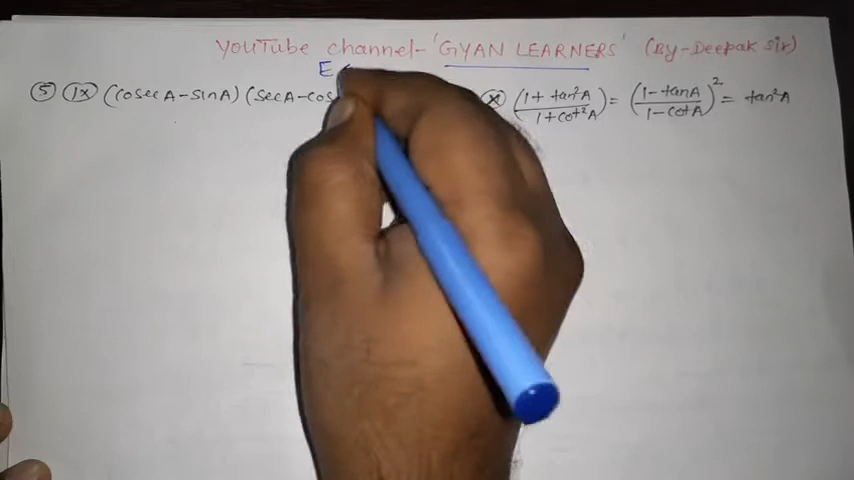 YouTube channel-'GYAN LEARNERS' (By-Deepak sir)
E
⑤ (ix) (cosecA-sinA)(secA-cos (x) (1+tan²A/1+cot²A) = (1-tanA/1-cotA)² = tan²A